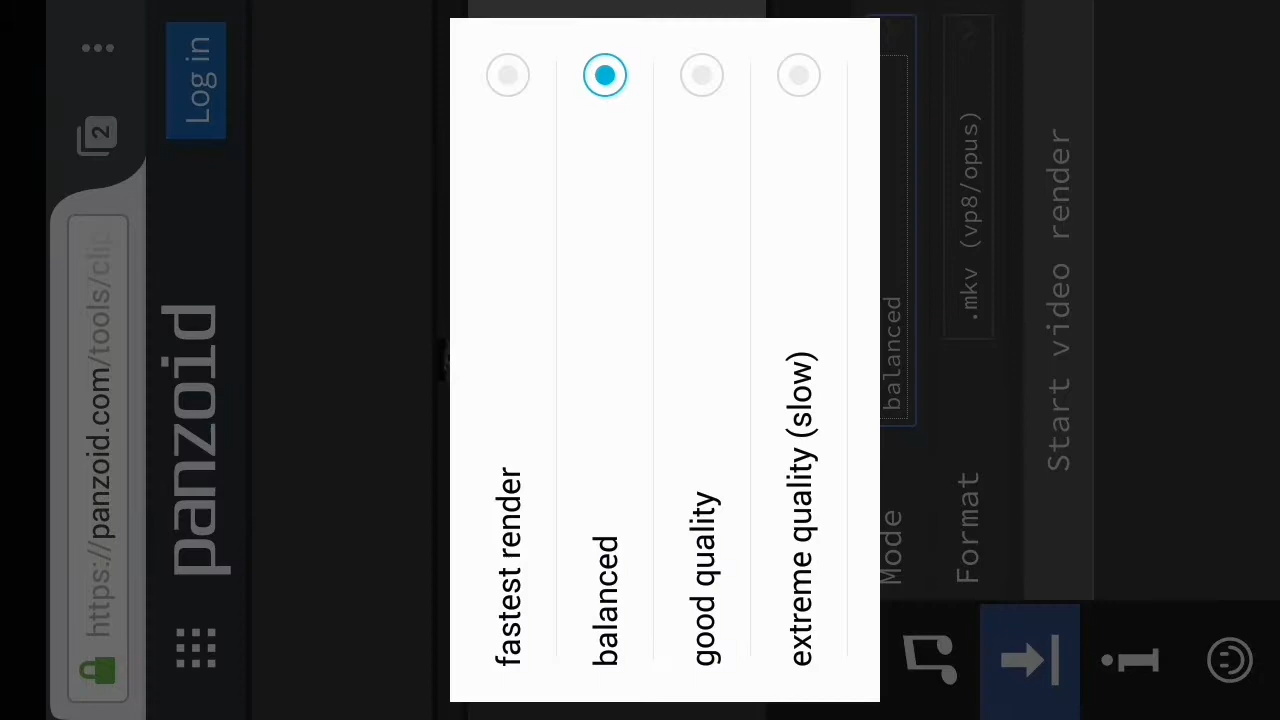 https://panzoid.com/tools/clip
2
panzoid
Log in
fastest render
balanced
good quality
extreme quality (slow)
Mode
balanced
Format
.mkv (vp8/opus)
Start video render